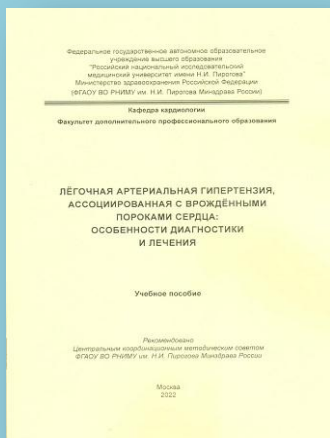 Федеральное государственное автономное образовательное
учреждение высшего образования
"Российский национальный исследовательский
медицинский университет имени Н.И. Пирогова"
Министерство здравоохранения Российской Федерации
(ФГАОУ ВО РНИМУ им. Н.И. Пирогова Минздрава России)
Кафедра кардиологии
Факультет дополнительного профессионального образования
ЛЁГОЧНАЯ АРТЕРИАЛЬНАЯ ГИПЕРТЕНЗИЯ,
АССОЦИИРОВАННАЯ С ВРОЖДЁННЫМИ
ПОРОКАМИ СЕРДЦА:
ОСОБЕННОСТИ ДИАГНОСТИКИ
И ЛЕЧЕНИЯ
Учебное пособие
Рекомендовано
Центральным координационным методическим советом
ФГАОУ ВО РНИМУ им. Н.И. Пирогова Минздрава России
Москва
2022